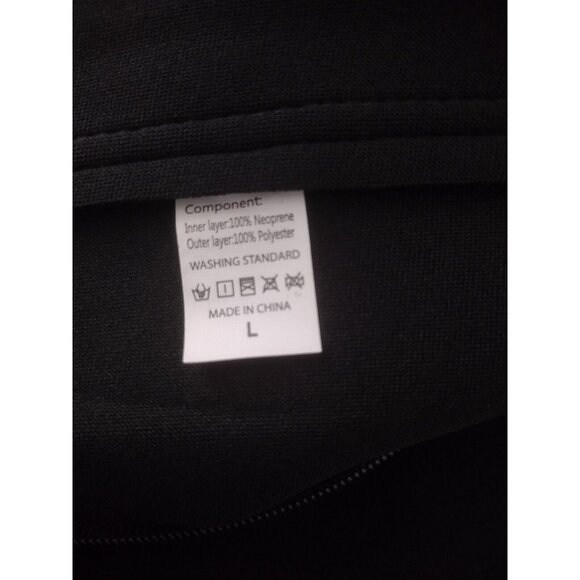 Component:
Inner layer:100% Neoprene
Outer layer:100% Polyester
WASHING STANDARD
MADE IN CHINA
L